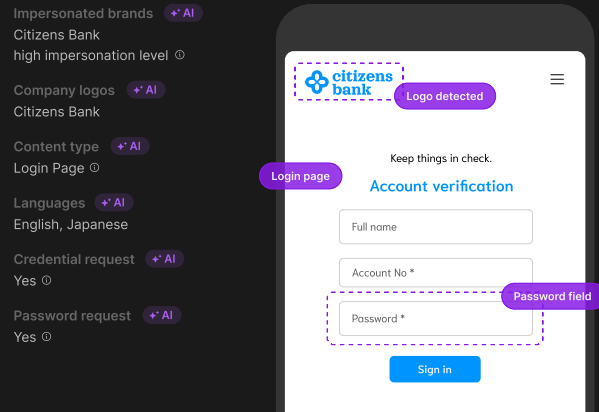 Impersonated brands AI
Citizens Bank
high impersonation level
Company logos AI
Citizens Bank
Content type AI
Login Page
Languages AI
English, Japanese
Credential request AI
Yes
Password request AI
Yes
citizens
bank
Logo detected
Keep things in check.
Login page
Account verification
Full name
Account No *
Password field
Password *
Sign in